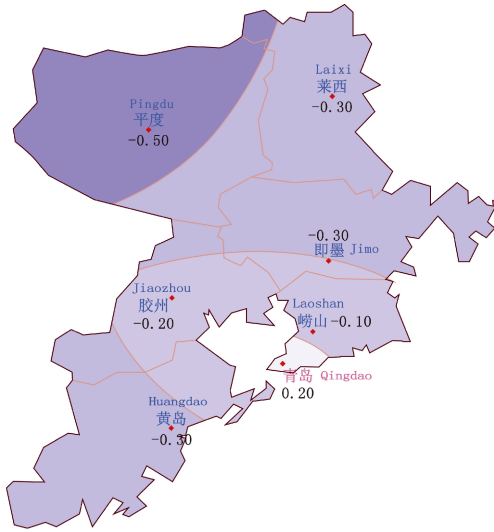 Laixi
莱西
-0.30
Pingdu
平度
-0.50
-0.30
即墨 Jimo
Jiaozhou
胶州
-0.20
Laoshan
崂山 -0.10
青岛 Qingdao
0.20
Huangdao
黄岛
-0.30